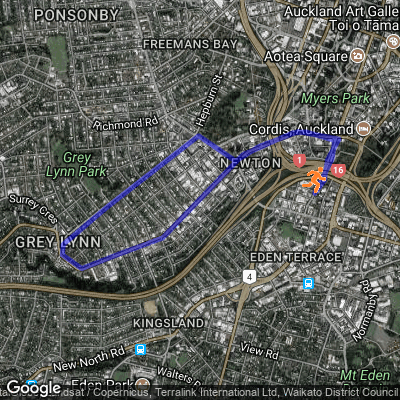 PONSONBY
Auckland Art Galle
Toi o Tāma
FREEMANS BAY
Aotea Square
Hepburn St
Myers Park
Richmond Rd
Cordis, Auckland
Grey
Lynn Park
NEWTON
1
16
Surrey Cres
GREY LYNN
EDEN TERRACE
4
Normanby Rd
KINGSLAND
New North Rd
View Rd
Mt Eden
Walters R
Eden Park
Google
.dsat / Copernicus, Terralink International Ltd, Waikato District Council